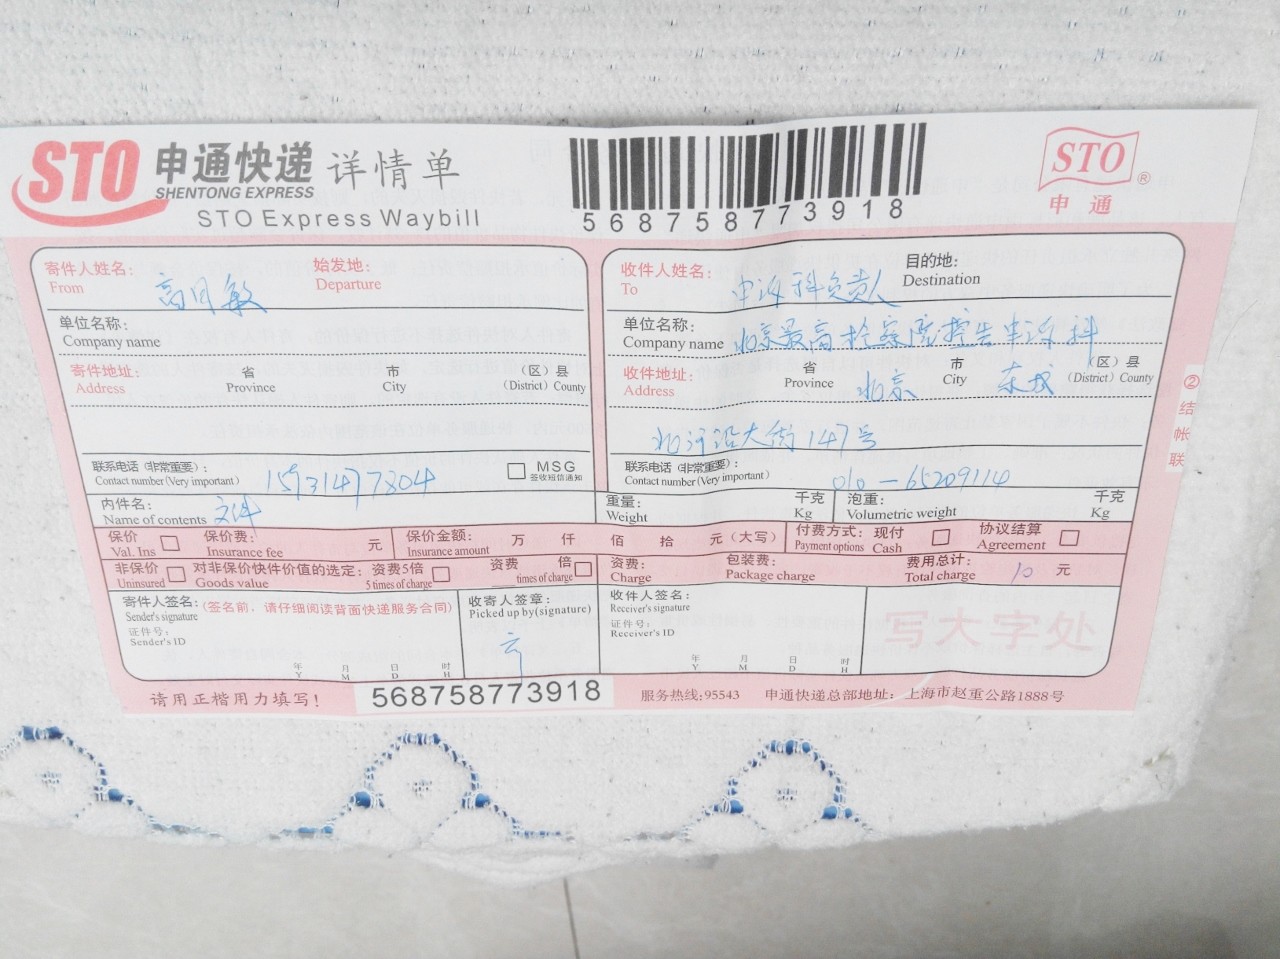 STO 申通快递 详情单
SHENTONG EXPRESS
STO Express Waybill
568758773918
STO ®
申通
寄件人姓名: 高月敏 始发地:
From Departure
单位名称:
Company name
寄件地址: 省 市 (区)县
Address Province City (District) County
联系电话(非常重要): 15931477804 MSG
Contact number(Very important) 签收短信通知
收件人姓名: 申诉科负责人 目的地:
To Destination
单位名称: 北京最高检察院控告申诉科
Company name
收件地址: 省 北京 市 东城 (区)县
Address Province City (District) County
北河沿大街147号
联系电话(非常重要): 010-65209114
Contact number(Very important)
②结帐联
内件名: 文件 重量: 千克 泡重: 千克
Name of contents Weight Kg Volumetric weight Kg
保价 保价费: 元 保价金额: 万 仟 佰 拾 元(大写) 付费方式: 现付 协议结算
Val. Ins Insurance fee Insurance amount Payment options Cash Agreement
非保价 对非保价快件价值的选定: 资费5倍 资费 倍 资费: 包装费: 费用总计: 10 元
Uninsured Goods value 5 times of charge times of charge Charge Package charge Total charge
寄件人签名: (签名前，请仔细阅读背面快递服务合同) 收寄人签章: 收件人签名:
Sender's signature Picked up by(signature) Receiver's signature
证件号: 证件号:
Sender's ID Receiver's ID
写大字处
年 月 日 时 年 月 日 时
Y M D H Y M D H
请用正楷用力填写! 568758773918 服务热线:95543 申通快递总部地址: 上海市赵重公路1888号